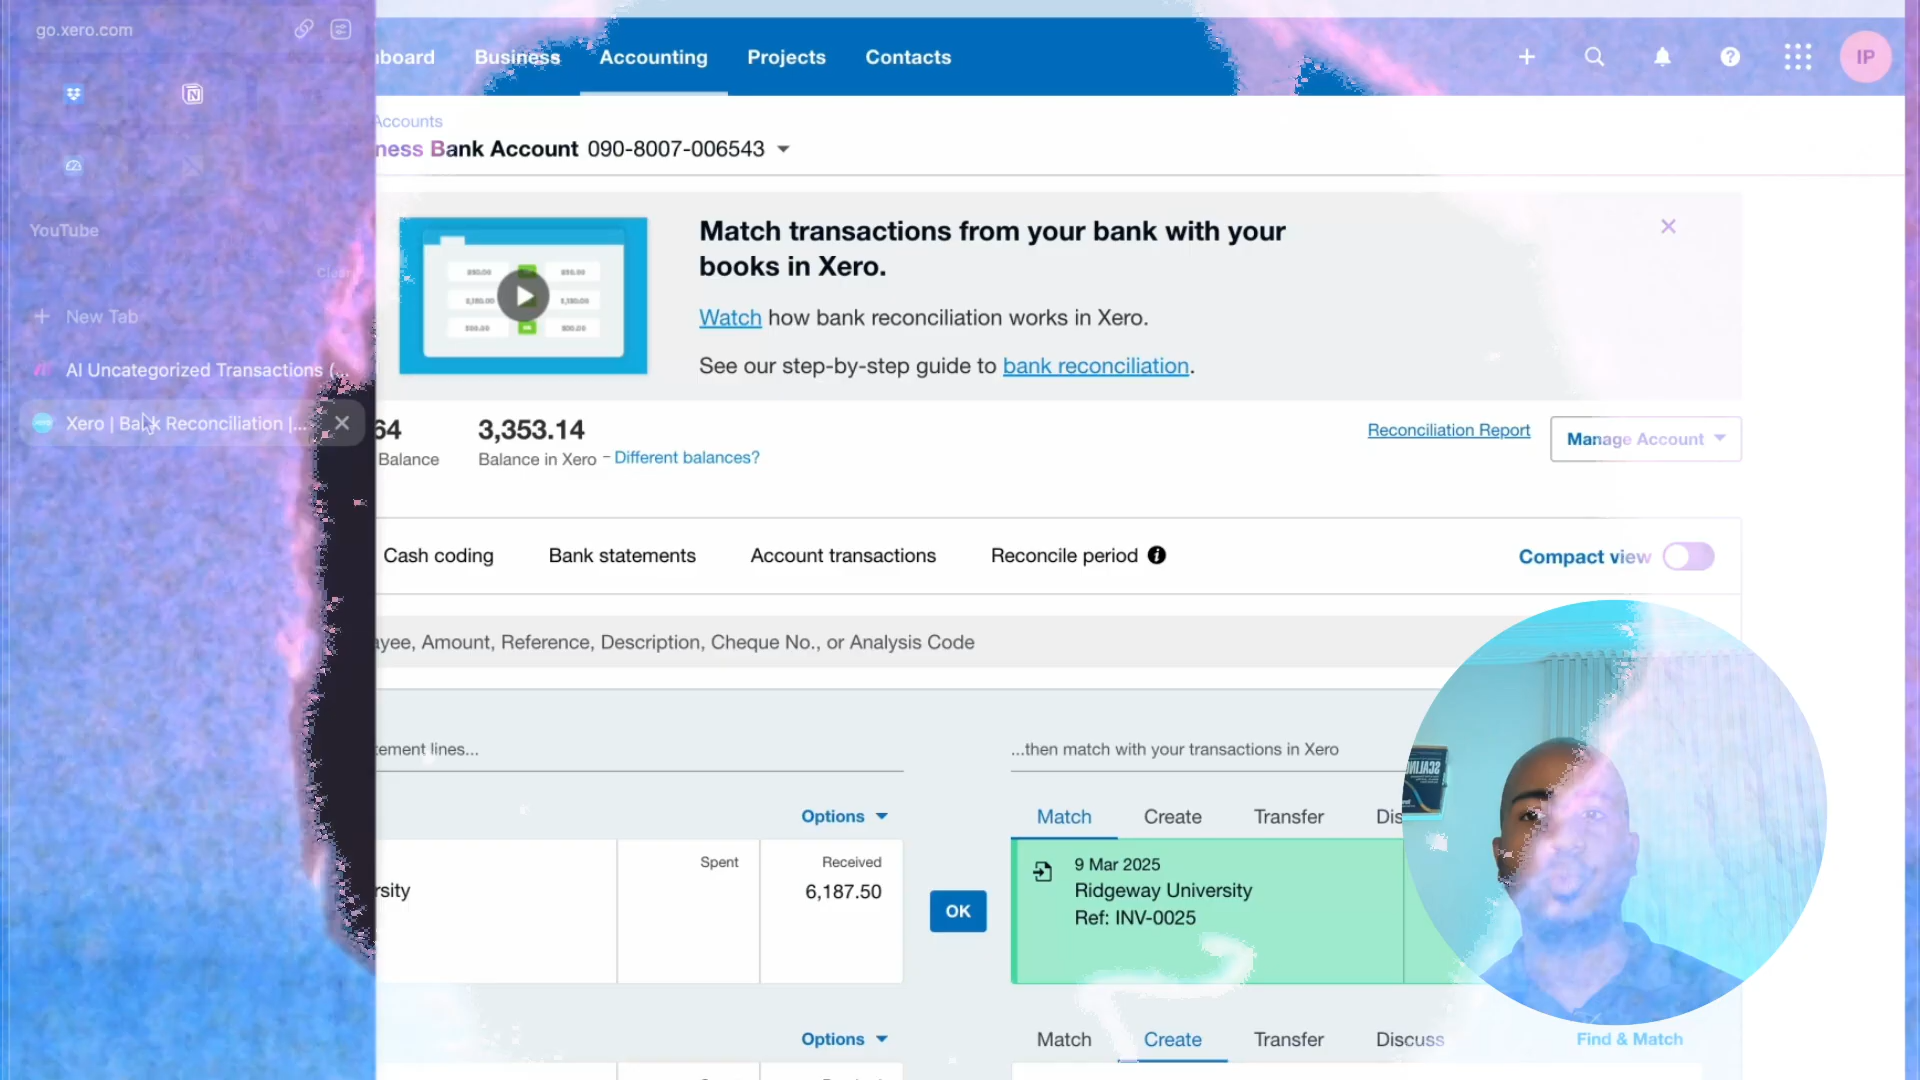 go.xero.com
board
Business
Accounting
Projects
Contacts
IP
Accounts
ness Bank Account 090-8007-006543
YouTube
Clear
New Tab
AI Uncategorized Transactions (...
Xero | Bank Reconciliation |...
Match transactions from your bank with your
books in Xero.
Watch how bank reconciliation works in Xero.
See our step-by-step guide to bank reconciliation.
64
Balance
3,353.14
Balance in Xero - Different balances?
Reconciliation Report
Manage Account
Cash coding
Bank statements
Account transactions
Reconcile period
Compact view
ayee, Amount, Reference, Description, Cheque No., or Analysis Code
tement lines...
...then match with your transactions in Xero
Options
Match
Create
Transfer
Dis
Spent
Received
rsity
6,187.50
OK
9 Mar 2025
Ridgeway University
Ref: INV-0025
SCALIN
Options
Match
Create
Transfer
Discuss
Find & Match